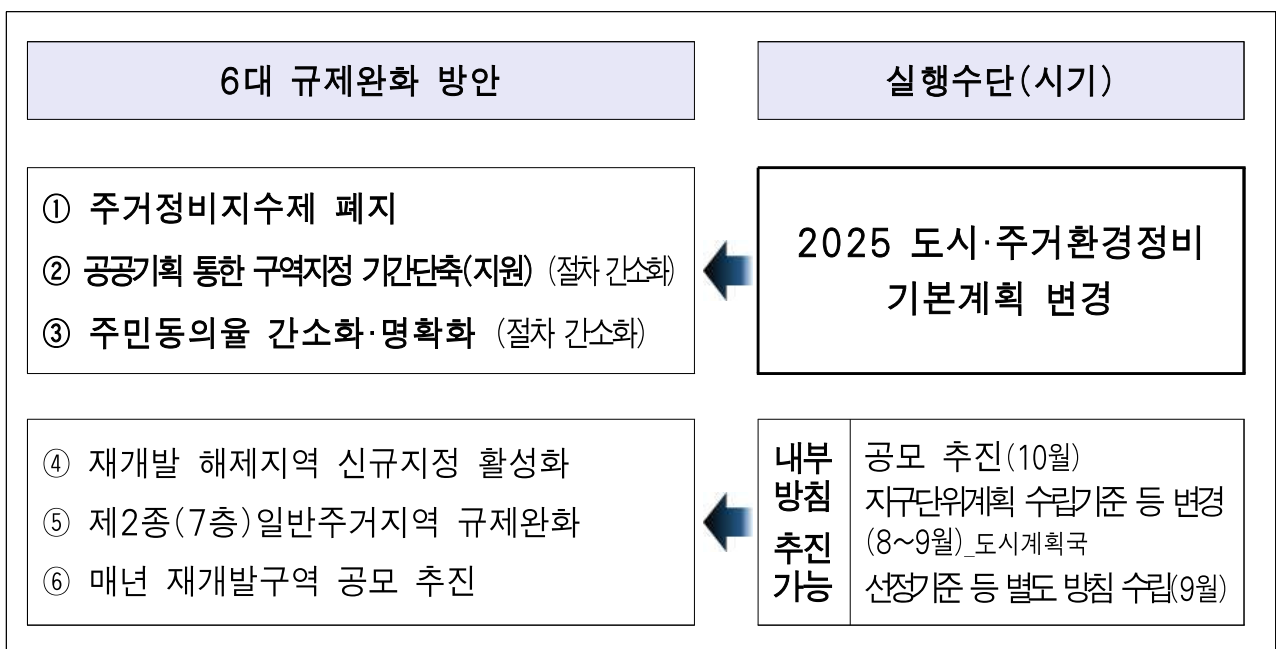 6대 규제완화 방안
실행수단(시기)
① 주거정비지수제 폐지
② 공공기획 통한 구역지정 기간단축(지원) (절차 간소화)
③ 주민동의율 간소화·명확화 (절차 간소화)
2025 도시·주거환경정비
기본계획 변경
④ 재개발 해제지역 신규지정 활성화
⑤ 제2종(7층)일반주거지역 규제완화
⑥ 매년 재개발구역 공모 추진
내부
방침
추진
가능
공모 추진(10월)
지구단위계획 수립기준 등 변경
(8~9월)_도시계획국
선정기준 등 별도 방침 수립(9월)